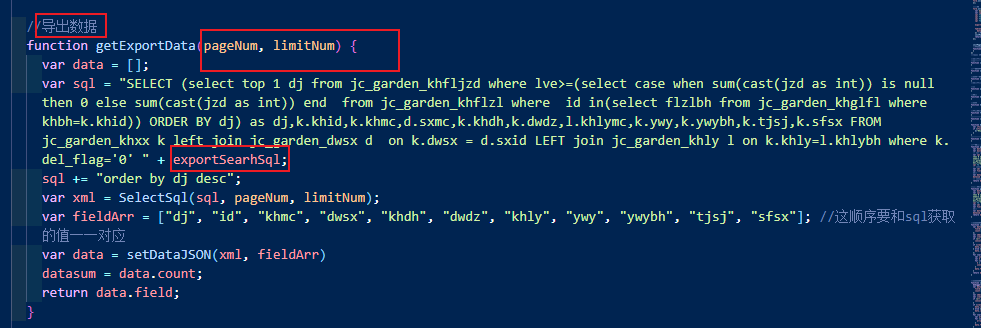 //导出数据
function getExportData(pageNum, limitNum) {
var data = [];
var sql = "SELECT (select top 1 dj from jc_garden_khfljzd where lve>=(select case when sum(cast(jzd as int)) is null
then 0 else sum(cast(jzd as int)) end  from jc_garden_khflzl where  id in(select flzlbh from jc_garden_khglfl where
khbh=k.khid)) ORDER BY dj) as dj,k.khid,k.khmc,d.sxmc,k.khdh,k.dwdz,l.khlymc,k.ywy,k.ywybh,k.tjsj,k.sfsx FROM
jc_garden_khxx k left join jc_garden_dwsx d  on k.dwsx = d.sxid LEFT join jc_garden_khly l on k.khly=l.khlybh where k.
del_flag='0' " + exportSearhSql;
sql += "order by dj desc";
var xml = SelectSql(sql, pageNum, limitNum);
var fieldArr = ["dj", "id", "khmc", "dwsx", "khdh", "dwdz", "khly", "ywy", "ywybh", "tjsj", "sfsx"]; //这顺序要和sql获取
的值一一对应
var data = setDataJSON(xml, fieldArr)
datasum = data.count;
return data.field;
}